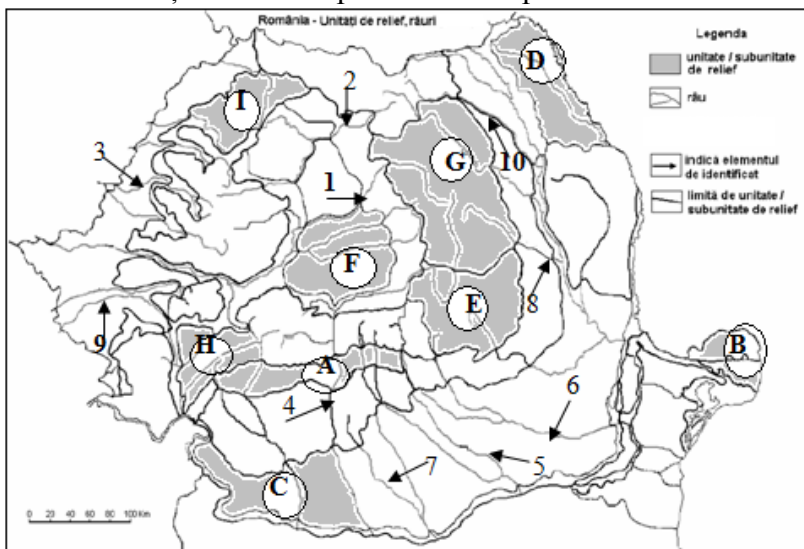 România - Unităţi de relief, râuri
Legenda
unitate / subunitate
de relief
râu
indică elementul
de identificat
limită de unitate /
subunitate de relief
D
I
2
G
10
3
1
F
8
E
9
H
A
B
4
6
7
5
C
0 20 40 60 80 100 Km